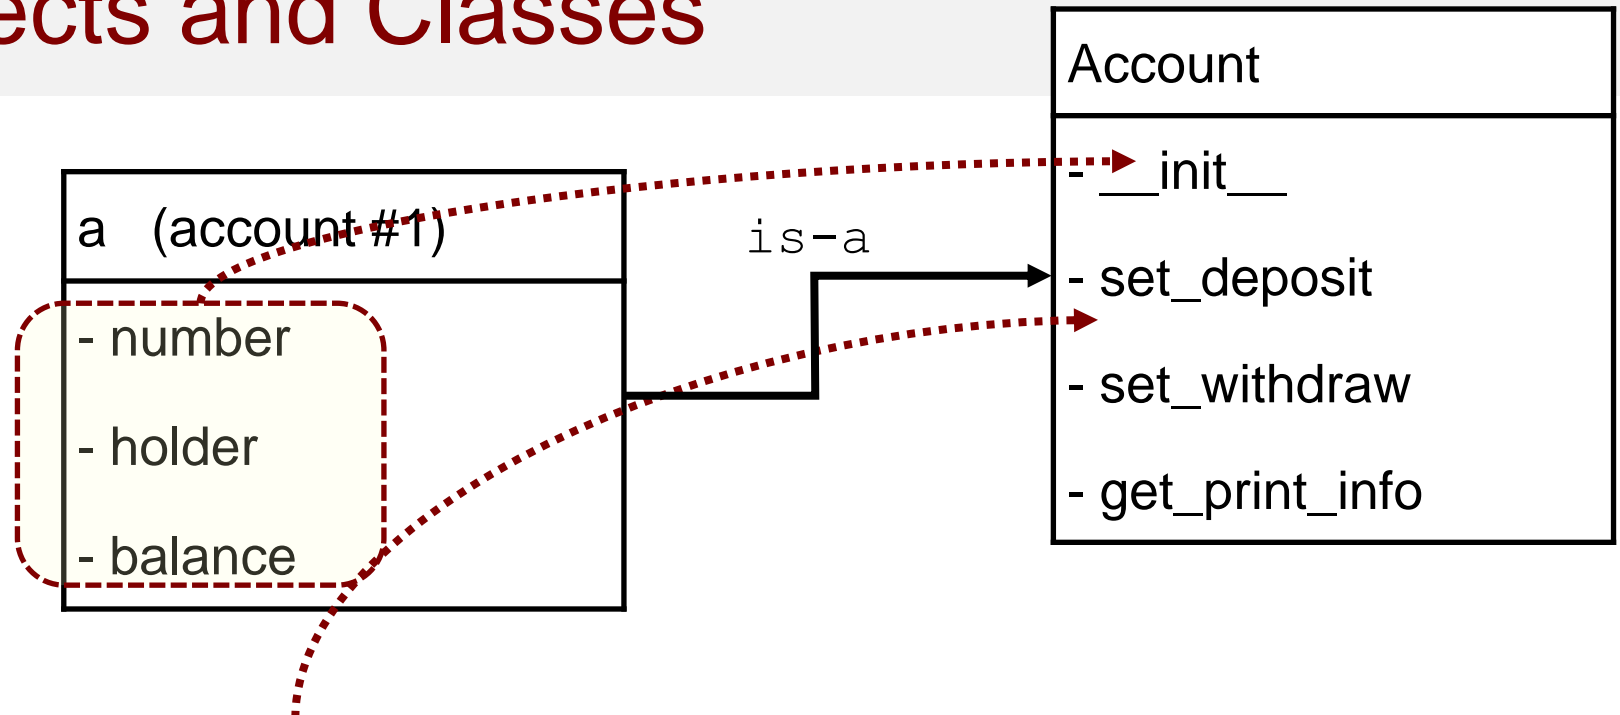 ects and Classes
Account
- __init__
- set_deposit
- set_withdraw
- get_print_info
a (account #1)
- number
- holder
- balance
is-a